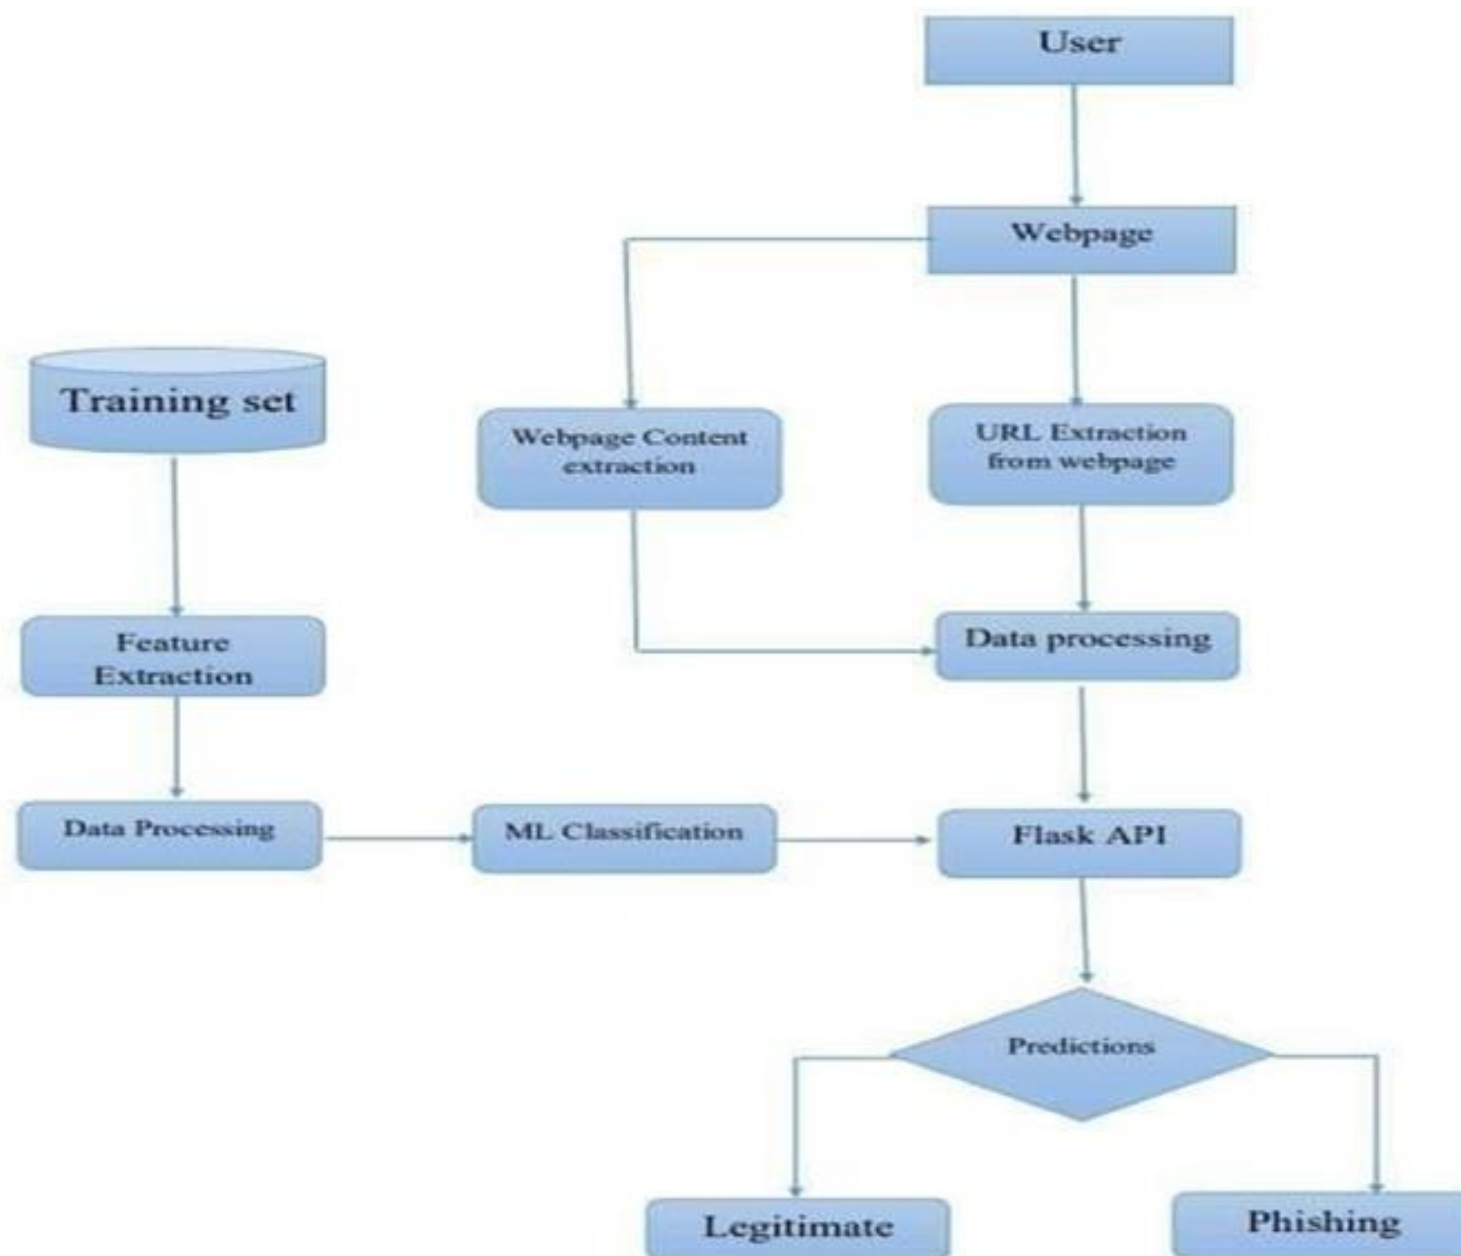 User
Webpage
Training set
Webpage Content
extraction
URL Extraction
from webpage
Feature
Extraction
Data processing
Data Processing
ML Classification
Flask API
Predictions
Legitimate
Phishing